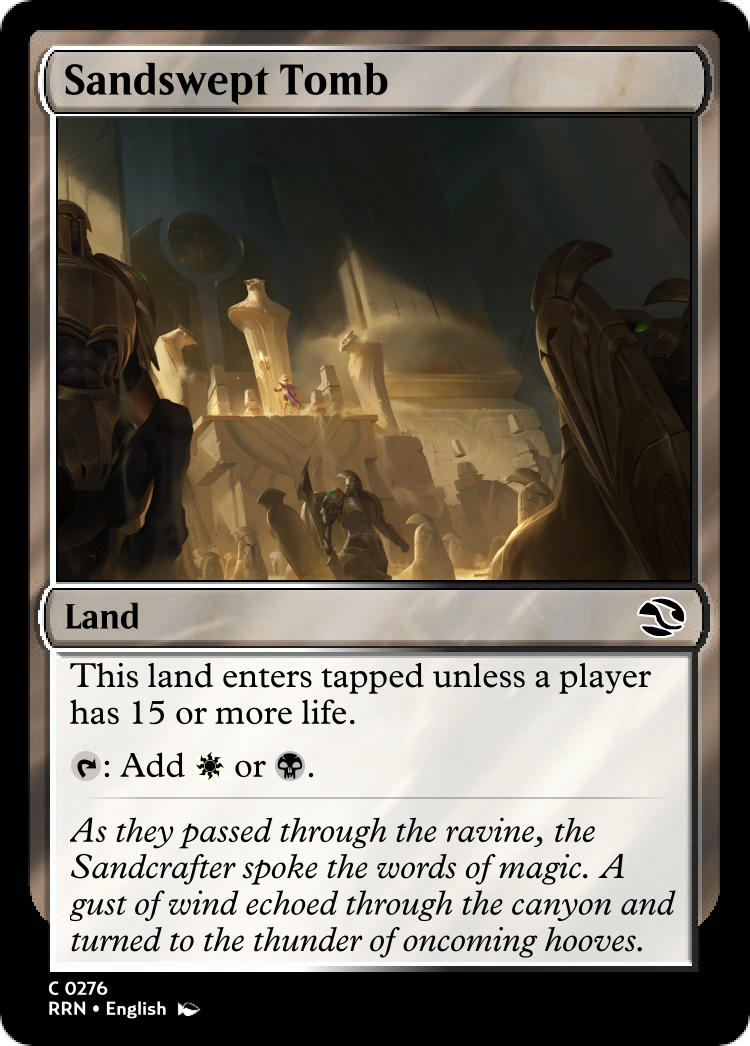 Sandswept Tomb
Land
This land enters tapped unless a player
has 15 or more life.
: Add or .
As they passed through the ravine, the
Sandcrafter spoke the words of magic. A
gust of wind echoed through the canyon and
turned to the thunder of oncoming hooves.
C 0276
RRN • English